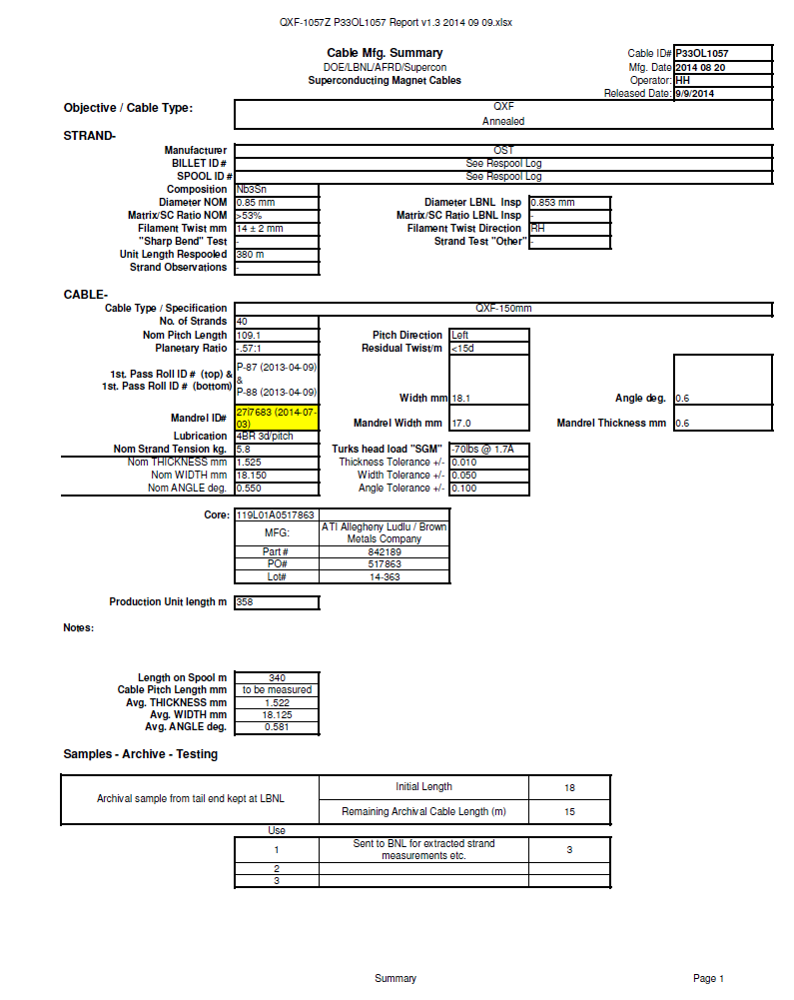 QXF-1057Z P33OL1057 Report v1.3 2014 09 09.xlsx
Cable Mfg. Summary
Cable ID# P33OL1057
DOE/LBNL/AFRD/Supercon
Mfg. Date 2014 08 20
Superconducting Magnet Cables
Operator: HH
Released Date: 9/9/2014
Objective / Cable Type: QXF
Annealed
STRAND-
Manufacturer OST
BILLET ID # See Respool Log
SPOOL ID # See Respool Log
Composition Nb3Sn
Diameter NOM 0.85 mm Diameter LBNL Insp 0.853 mm
Matrix/SC Ratio NOM >53% Matrix/SC Ratio LBNL Insp -
Filament Twist mm 14 ± 2 mm Filament Twist Direction RH
"Sharp Bend" Test - Strand Test "Other" -
Unit Length Respooled 380 m
Strand Observations -
CABLE-
Cable Type / Specification QXF-150mm
No. of Strands 40
Nom Pitch Length 109.1 Pitch Direction Left
Planetary Ratio -.57:1 Residual Twist/m <15d
1st. Pass Roll ID # (top) &
1st. Pass Roll ID # (bottom)
P-87 (2013-04-09)
&
P-88 (2013-04-09)
Width mm 18.1 Angle deg. 0.6
Mandrel ID# 27i7683 (2014-07-
03)
Mandrel Width mm 17.0 Mandrel Thickness mm 0.6
Lubrication 4BR 3d/pitch
Nom Strand Tension kg. 5.8 Turks head load "SGM" -70lbs @ 1.7A
Nom THICKNESS mm 1.525 Thickness Tolerance +/- 0.010
Nom WIDTH mm 18.150 Width Tolerance +/- 0.050
Nom ANGLE deg. 0.550 Angle Tolerance +/- 0.100
Core: 119L01A0517863
MFG: ATI Allegheny Ludlu / Brown
Metals Company
Part # 842189
PO# 517863
Lot# 14-363
Production Unit length m 358
Notes:
Length on Spool m 340
Cable Pitch Length mm to be measured
Avg. THICKNESS mm 1.522
Avg. WIDTH mm 18.125
Avg. ANGLE deg. 0.581
Samples - Archive - Testing
Archival sample from tail end kept at LBNL
Initial Length 18
Remaining Archival Cable Length (m) 15
Use
1 Sent to BNL for extracted strand
measurements etc. 3
2
3
Summary Page 1